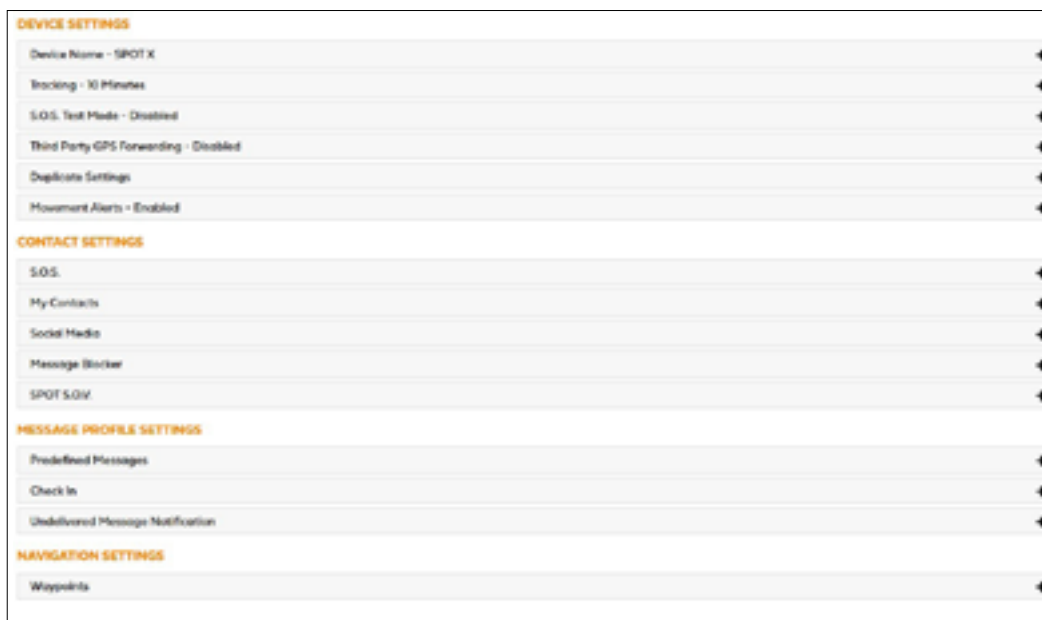 DEVICE SETTINGS
Device Name - SPOT X
Tracking - 10 Minutes
S.O.S. Test Mode - Disabled
Third Party GPS Forwarding - Disabled
Duplicate Settings
Movement Alerts - Enabled
CONTACT SETTINGS
S.O.S.
My Contacts
Social Media
Message Blocker
SPOT S.O.V.
MESSAGE PROFILE SETTINGS
Predefined Messages
Check In
Undelivered Message Notification
NAVIGATION SETTINGS
Waypoints